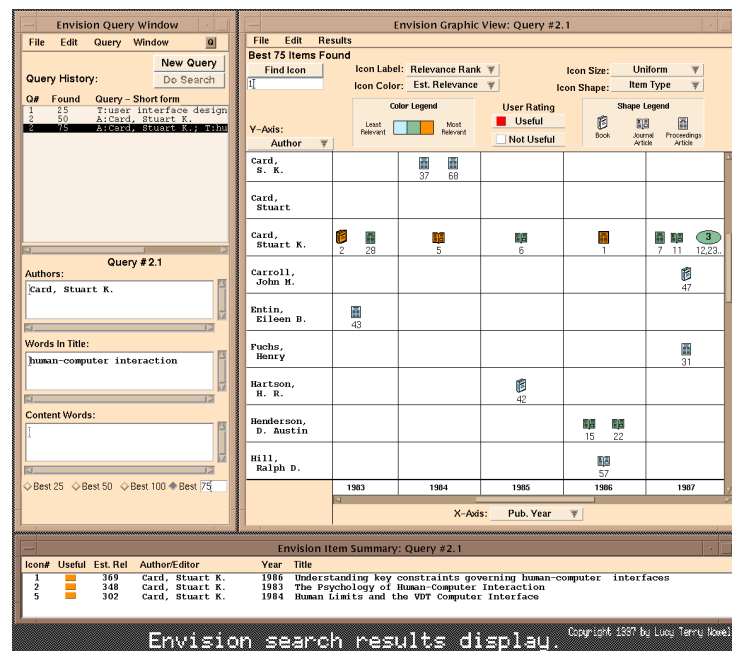 Envision Query Window
File Edit Query Window Q
New Query
Query History: Do Search
Q# Found Query – Short form
1 25 T:user interface design
2 50 A:Card, Stuart K.
2 75 A:Card, Stuart K.; T:hu
Query #2.1
Authors:
Card, Stuart K.
Words In Title:
human-computer interaction
Content Words:
Best 25 Best 50 Best 100 Best 75
Envision Graphic View: Query #2.1
File Edit Results
Best 75 Items Found
Find Icon
1
Icon Label: Relevance Rank Icon Size: Uniform
Icon Color: Est. Relevance Icon Shape: Item Type
Color Legend
Least Relevant Most Relevant
User Rating
Useful
Not Useful
Shape Legend
Book Journal Article Proceedings Article
Y-Axis:
Author
Card, S. K.
37 68
Card, Stuart
Card, Stuart K.
2 28 5 6 1 7 11 3 12,23..
Carroll, John M.
47
Entin, Eileen B.
43
Fuchs, Henry
31
Hartson, H. R.
42
Henderson, D. Austin
15 22
Hill, Ralph D.
57
1983 1984 1985 1986 1987
X-Axis: Pub. Year
Envision Item Summary: Query #2.1
Icon# Useful Est. Rel Author/Editor Year Title
1 369 Card, Stuart K. 1986 Understanding key constraints governing human-computer interfaces
2 348 Card, Stuart K. 1983 The Psychology of Human-Computer Interaction
5 302 Card, Stuart K. 1984 Human Limits and the VDT Computer Interface
Envision search results display.
Copyright 1997 by Lucy Terry Nowel